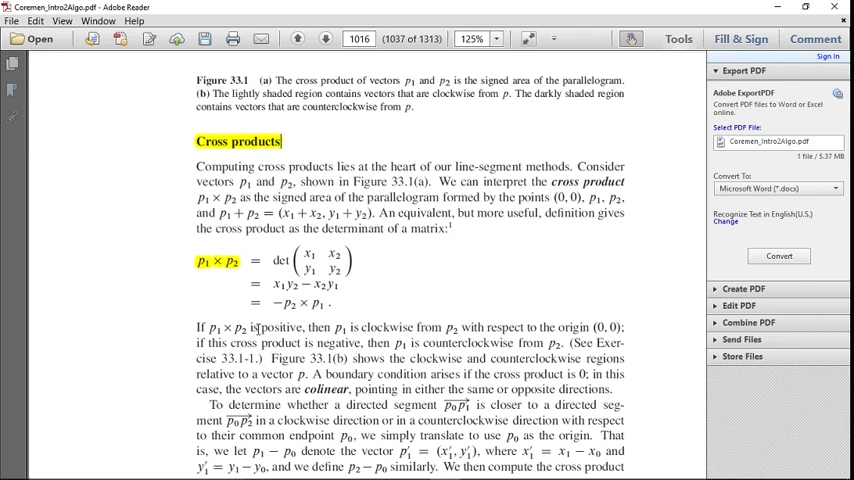 Coremen_Intro2Algo.pdf - Adobe Reader
File Edit View Window Help
Open 1016 (1037 of 1313) 125% Tools Fill & Sign Comment
Sign In
Figure 33.1 (a) The cross product of vectors p1 and p2 is the signed area of the parallelogram.
(b) The lightly shaded region contains vectors that are clockwise from p. The darkly shaded region
contains vectors that are counterclockwise from p.
Cross products
Computing cross products lies at the heart of our line-segment methods. Consider
vectors p1 and p2, shown in Figure 33.1(a). We can interpret the cross product
p1 × p2 as the signed area of the parallelogram formed by the points (0, 0), p1, p2,
and p1 + p2 = (x1 + x2, y1 + y2). An equivalent, but more useful, definition gives
the cross product as the determinant of a matrix:1
p1 × p2 = det ( x1 x2
y1 y2 )
= x1y2 − x2y1
= −p2 × p1 .
If p1 × p2 is positive, then p1 is clockwise from p2 with respect to the origin (0, 0);
if this cross product is negative, then p1 is counterclockwise from p2. (See Exer-
cise 33.1-1.) Figure 33.1(b) shows the clockwise and counterclockwise regions
relative to a vector p. A boundary condition arises if the cross product is 0; in this
case, the vectors are colinear, pointing in either the same or opposite directions.
To determine whether a directed segment p0p1 is closer to a directed seg-
ment p0p2 in a clockwise direction or in a counterclockwise direction with respect
to their common endpoint p0, we simply translate to use p0 as the origin. That
is, we let p1 − p0 denote the vector p′1 = (x′1, y′1), where x′1 = x1 − x0 and
y′1 = y1 − y0, and we define p2 − p0 similarly. We then compute the cross product
Export PDF
Adobe ExportPDF
Convert PDF files to Word or Excel
online.
Select PDF File:
Coremen_Intro2Algo.pdf
1 file / 5.37 MB
Convert To:
Microsoft Word (*.docx)
Recognize Text in English(U.S.)
Change
Convert
Create PDF
Edit PDF
Combine PDF
Send Files
Store Files